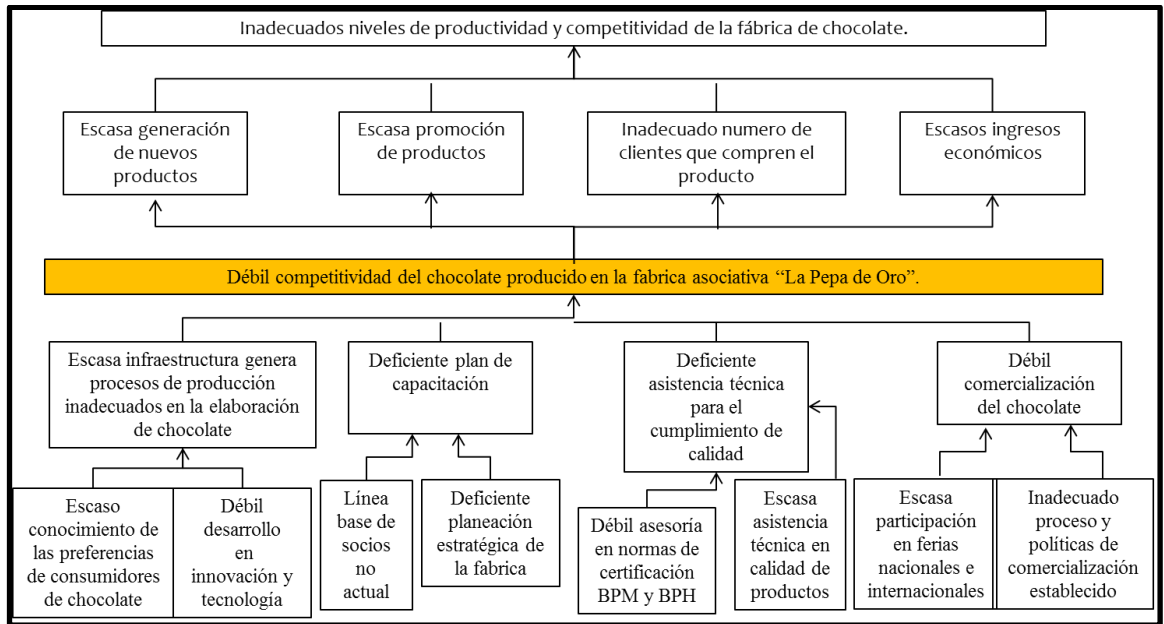 Inadecuados niveles de productividad y competitividad de la fábrica de chocolate.
Escasa generación
de nuevos
productos
Escasa promoción
de productos
Inadecuado numero de
clientes que compren el
producto
Escasos ingresos
económicos
Débil competitividad del chocolate producido en la fabrica asociativa “La Pepa de Oro”.
Escasa infraestructura genera
procesos de producción
inadecuados en la elaboración
de chocolate
Deficiente plan de
capacitación
Deficiente
asistencia técnica
para el
cumplimiento de
calidad
Débil
comercialización
del chocolate
Escaso
conocimiento de
las preferencias
de consumidores
de chocolate
Débil
desarrollo
en
innovación y
tecnología
Línea
base de
socios no
actual
Deficiente
planeación
estratégica de
la fabrica
Débil asesoría
en normas de
certificación
BPM y BPH
Escasa
asistencia
técnica en
calidad de
productos
Escasa
participación
en ferias
nacionales e
internacionales
Inadecuado
proceso y
políticas de
comercialización
establecido